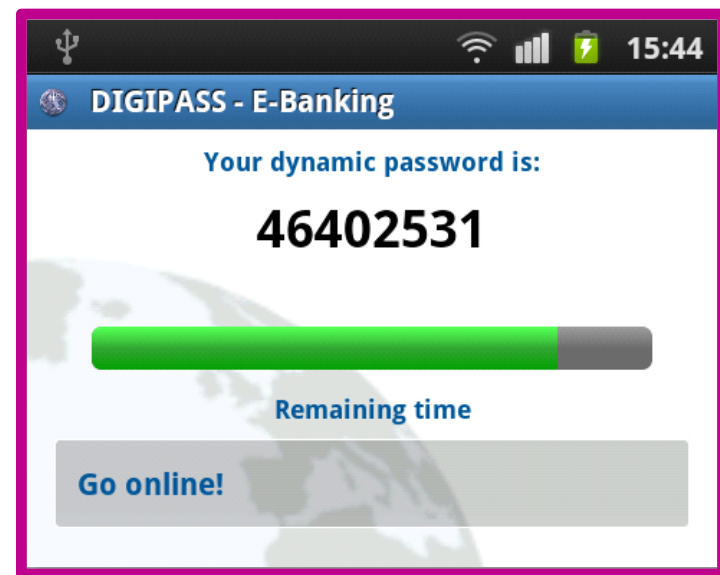 15:44
DIGIPASS - E-Banking
Your dynamic password is:
46402531
Remaining time
Go online!